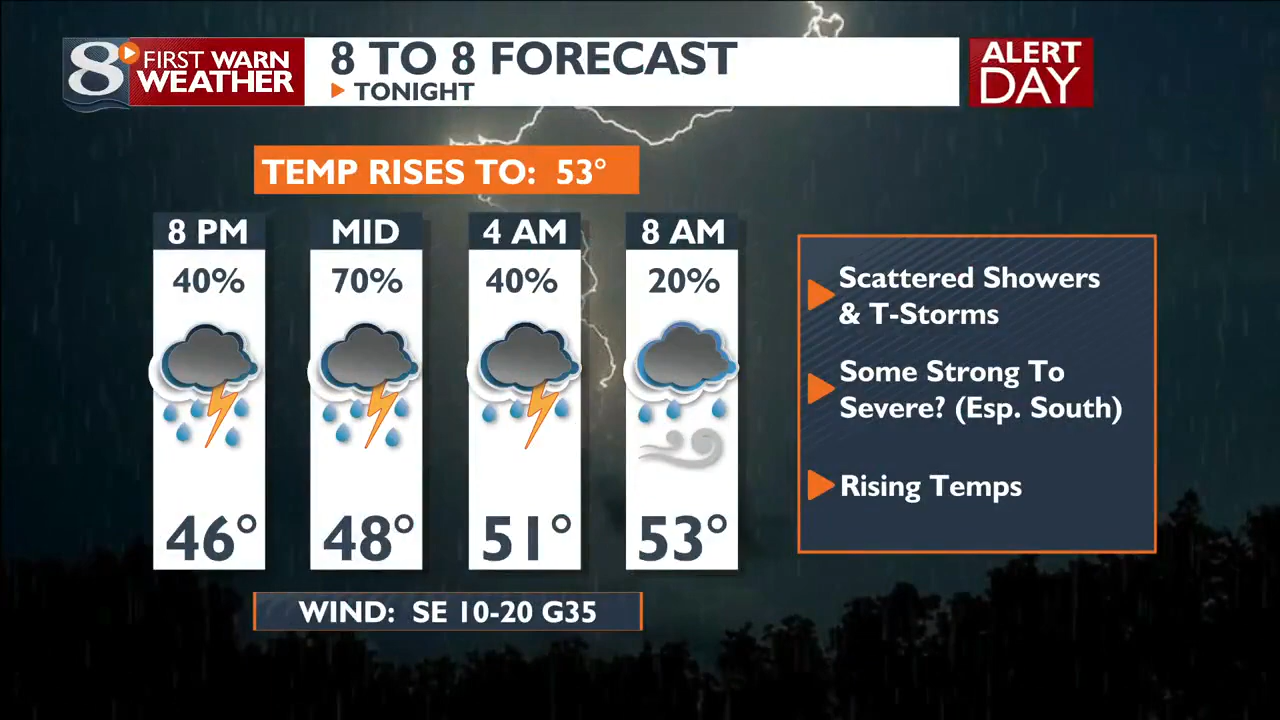 8 FIRST WARN
WEATHER
8 TO 8 FORECAST
TONIGHT
ALERT
DAY
TEMP RISES TO: 53°
8 PM
40%
46°
MID
70%
48°
4 AM
40%
51°
8 AM
20%
53°
WIND: SE 10-20 G35
Scattered Showers
& T-Storms
Some Strong To
Severe? (Esp. South)
Rising Temps